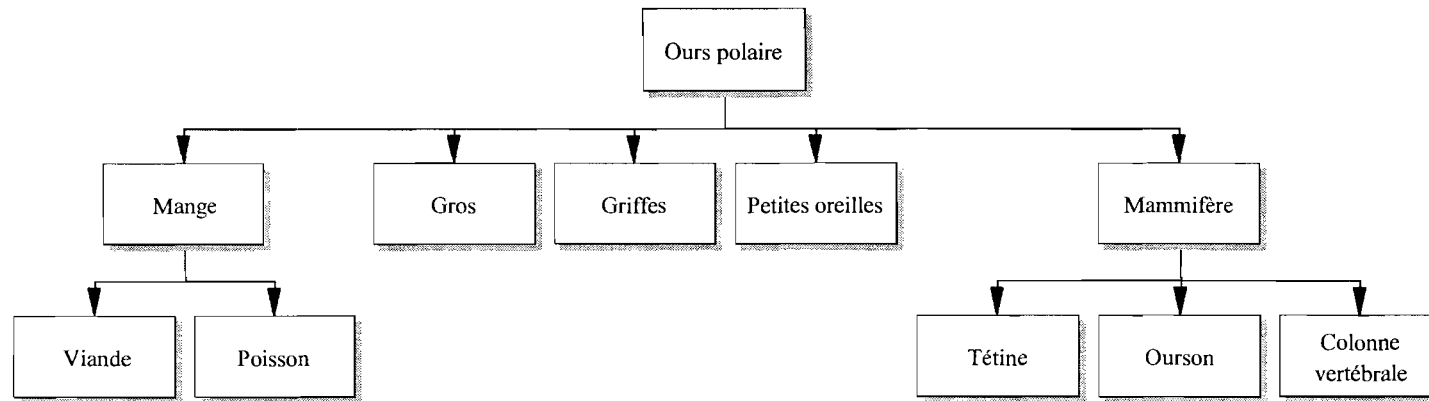 Ours polaire
Mange
Gros
Griffes
Petites oreilles
Mammifère
Viande
Poisson
Tétine
Ourson
Colonne
vertébrale